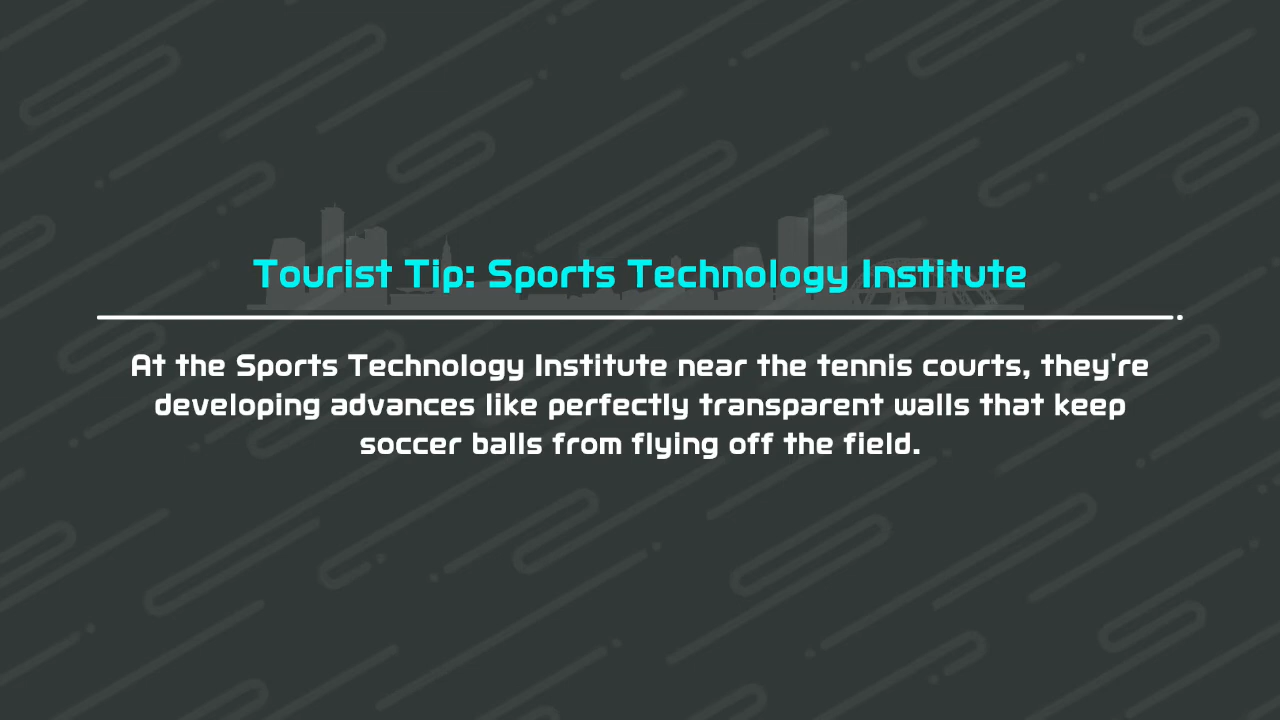 Tourist Tip: Sports Technology Institute
At the Sports Technology Institute near the tennis courts, they're
developing advances like perfectly transparent walls that keep
soccer balls from flying off the field.